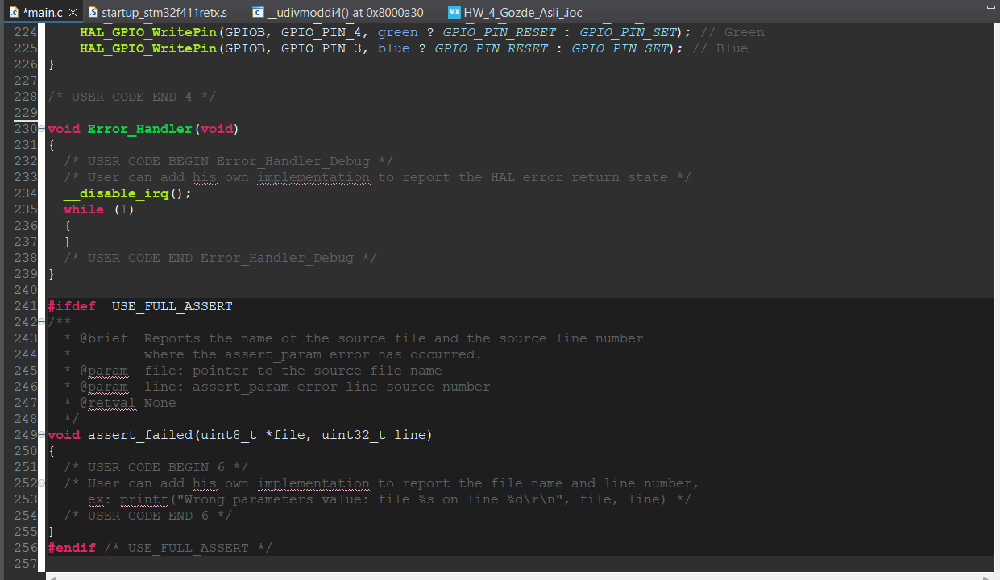 *main.c startup_stm32f411retx.s __udivmoddi4() at 0x8000a30 HW_4_Gozde_Asli_.ioc
224 HAL_GPIO_WritePin(GPIOB, GPIO_PIN_4, green ? GPIO_PIN_RESET : GPIO_PIN_SET); // Green
225 HAL_GPIO_WritePin(GPIOB, GPIO_PIN_3, blue ? GPIO_PIN_RESET : GPIO_PIN_SET); // Blue
226 }
227
228 /* USER CODE END 4 */
229
230 void Error_Handler(void)
231 {
232 /* USER CODE BEGIN Error_Handler_Debug */
233 /* User can add his own implementation to report the HAL error return state */
234 __disable_irq();
235 while (1)
236 {
237 }
238 /* USER CODE END Error_Handler_Debug */
239 }
240
241 #ifdef  USE_FULL_ASSERT
242 /**
243 * @brief  Reports the name of the source file and the source line number
244 *         where the assert_param error has occurred.
245 * @param  file: pointer to the source file name
246 * @param  line: assert_param error line source number
247 * @retval None
248 */
249 void assert_failed(uint8_t *file, uint32_t line)
250 {
251 /* USER CODE BEGIN 6 */
252 /* User can add his own implementation to report the file name and line number,
253 ex: printf("Wrong parameters value: file %s on line %d\r\n", file, line) */
254 /* USER CODE END 6 */
255 }
256 #endif /* USE_FULL_ASSERT */
257